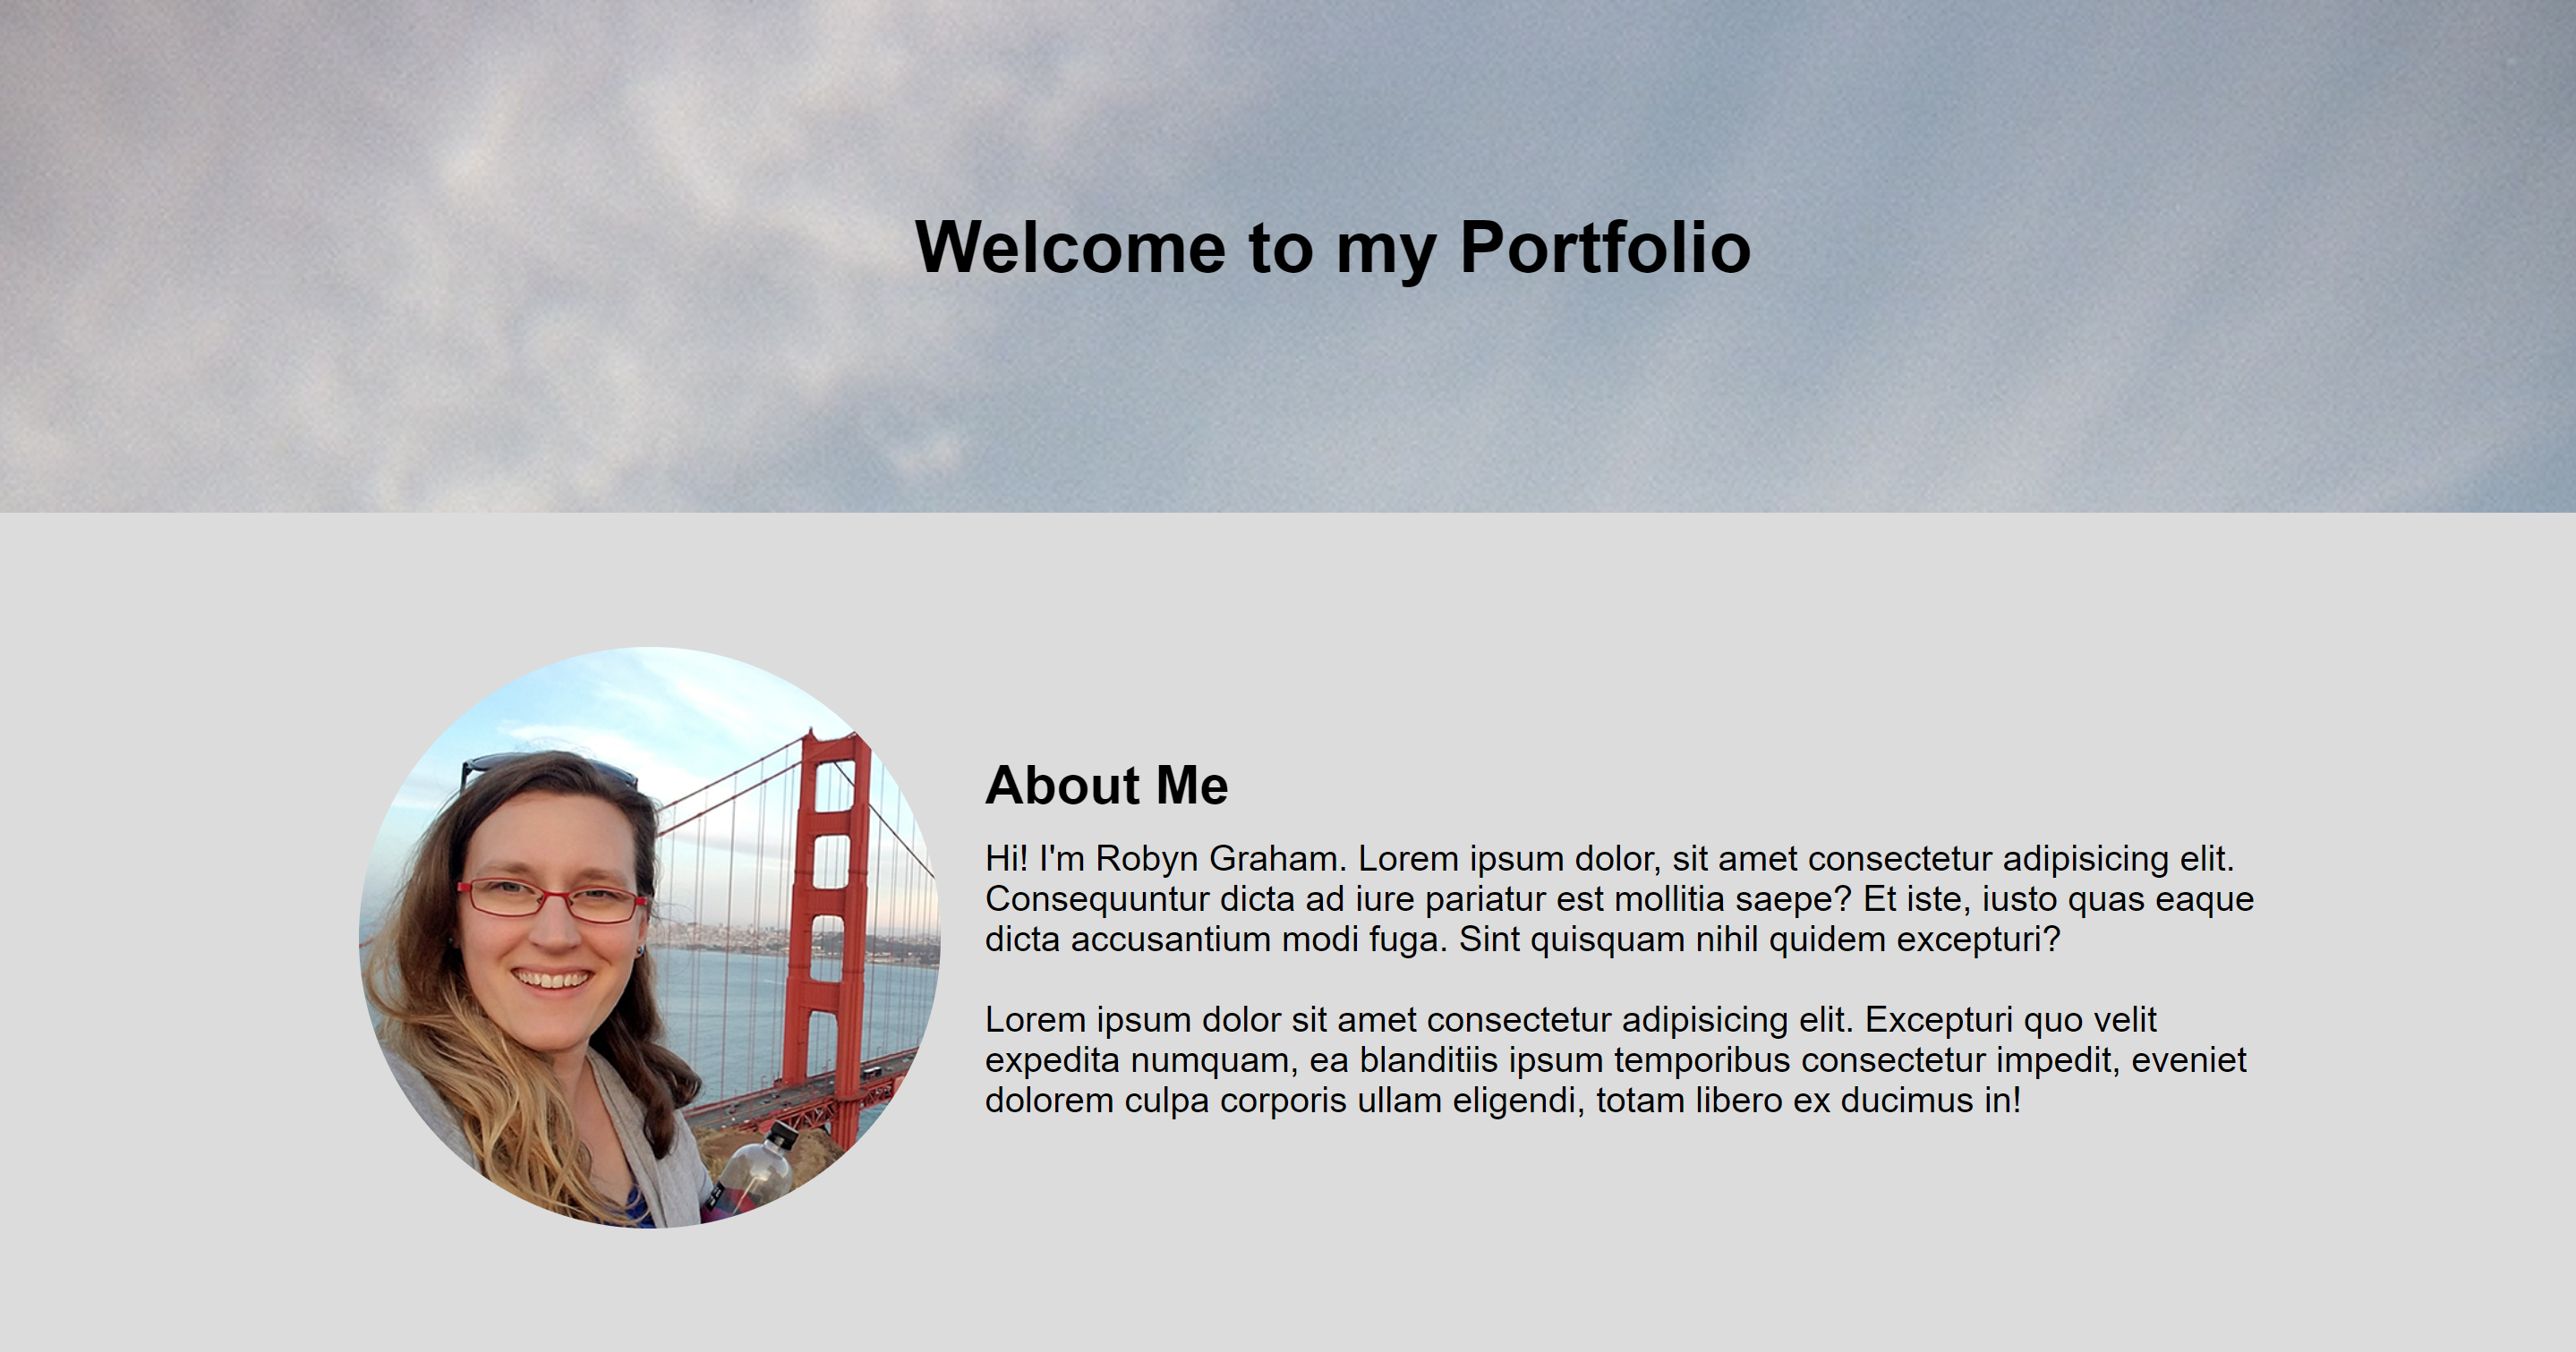 Welcome to my Portfolio
About Me
Hi! I'm Robyn Graham. Lorem ipsum dolor, sit amet consectetur adipisicing elit.
Consequuntur dicta ad iure pariatur est mollitia saepe? Et iste, iusto quas eaque
dicta accusantium modi fuga. Sint quisquam nihil quidem excepturi?
Lorem ipsum dolor sit amet consectetur adipisicing elit. Excepturi quo velit
expedita numquam, ea blanditiis ipsum temporibus consectetur impedit, eveniet
dolorem culpa corporis ullam eligendi, totam libero ex ducimus in!